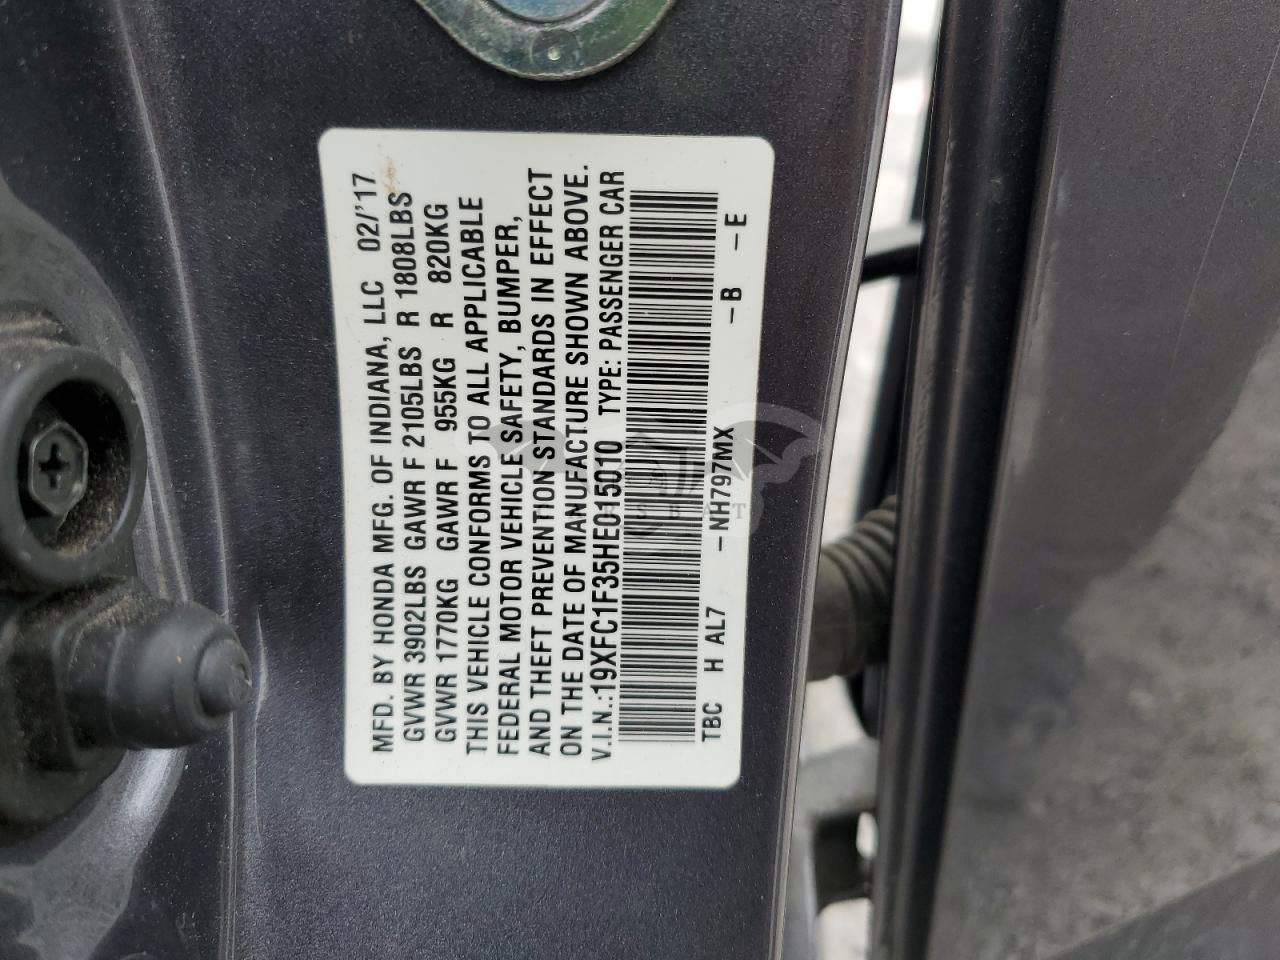 MFD. BY HONDA MFG. OF INDIANA, LLC 02/'17
GVWR 3902LBS GAWR F 2105LBS R 1808LBS
GVWR 1770KG GAWR F 955KG R 820KG
THIS VEHICLE CONFORMS TO ALL APPLICABLE
FEDERAL MOTOR VEHICLE SAFETY, BUMPER,
AND THEFT PREVENTION STANDARDS IN EFFECT
ON THE DATE OF MANUFACTURE SHOWN ABOVE.
V.I.N.:19XFC1F35HE015010 TYPE: PASSENGER CAR
TBC H AL7 -NH797MX -B -E